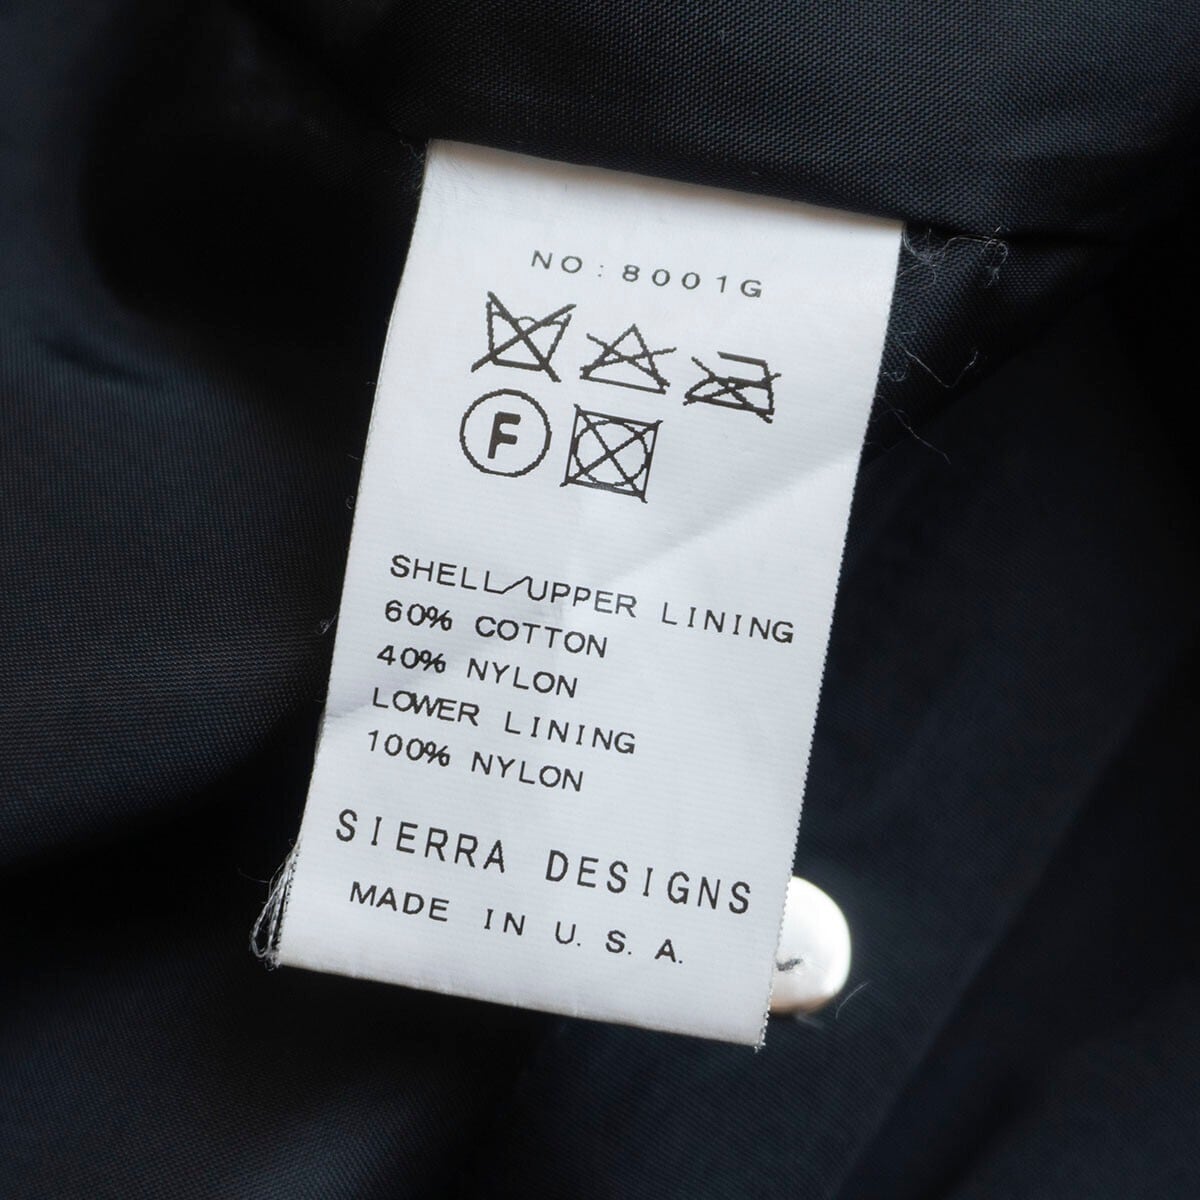 NO:8001G
F
SHELL/UPPER LINING
60% COTTON
40% NYLON
LOWER LINING
100% NYLON
SIERRA DESIGNS
MADE IN U.S.A.